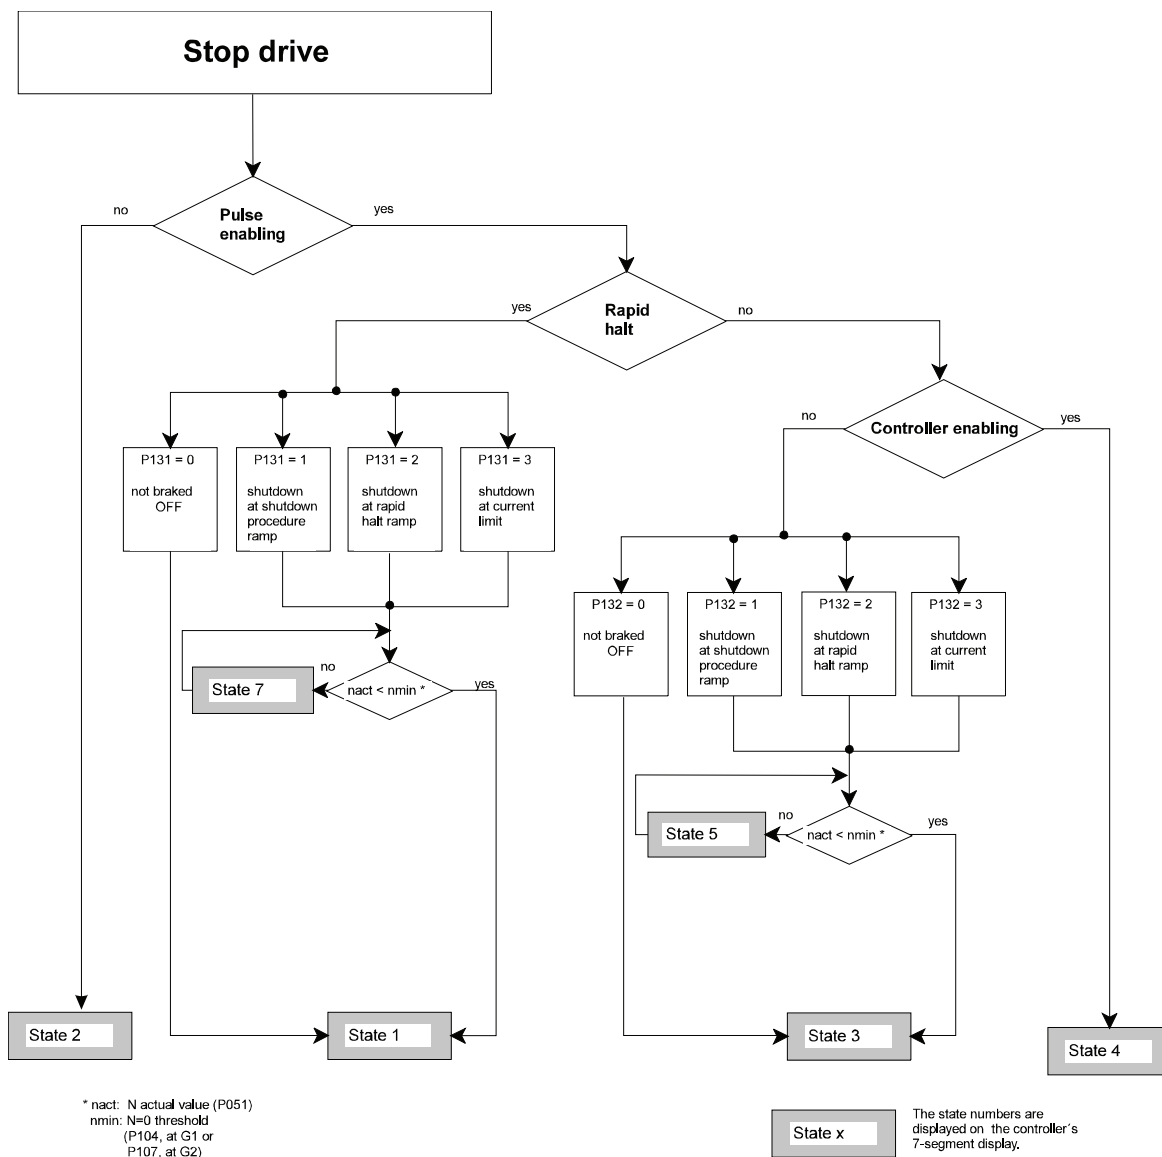 Stop drive
no
Pulse
enabling
yes
yes
Rapid
halt
no
no
Controller enabling
yes
P131 = 0
not braked
OFF
P131 = 1
shutdown
at shutdown
procedure
ramp
P131 = 2
shutdown
at rapid
halt ramp
P131 = 3
shutdown
at current
limit
P132 = 0
not braked
OFF
P132 = 1
shutdown
at shutdown
procedure
ramp
P132 = 2
shutdown
at rapid
halt ramp
P132 = 3
shutdown
at current
limit
State 7
no
nact < nmin *
yes
State 5
no
nact < nmin *
yes
State 2
State 1
State 3
State 4
* nact: N actual value (P051)
nmin: N=0 threshold
(P104, at G1 or
P107, at G2)
State x
The state numbers are
displayed on the controller´s
7-segment display.